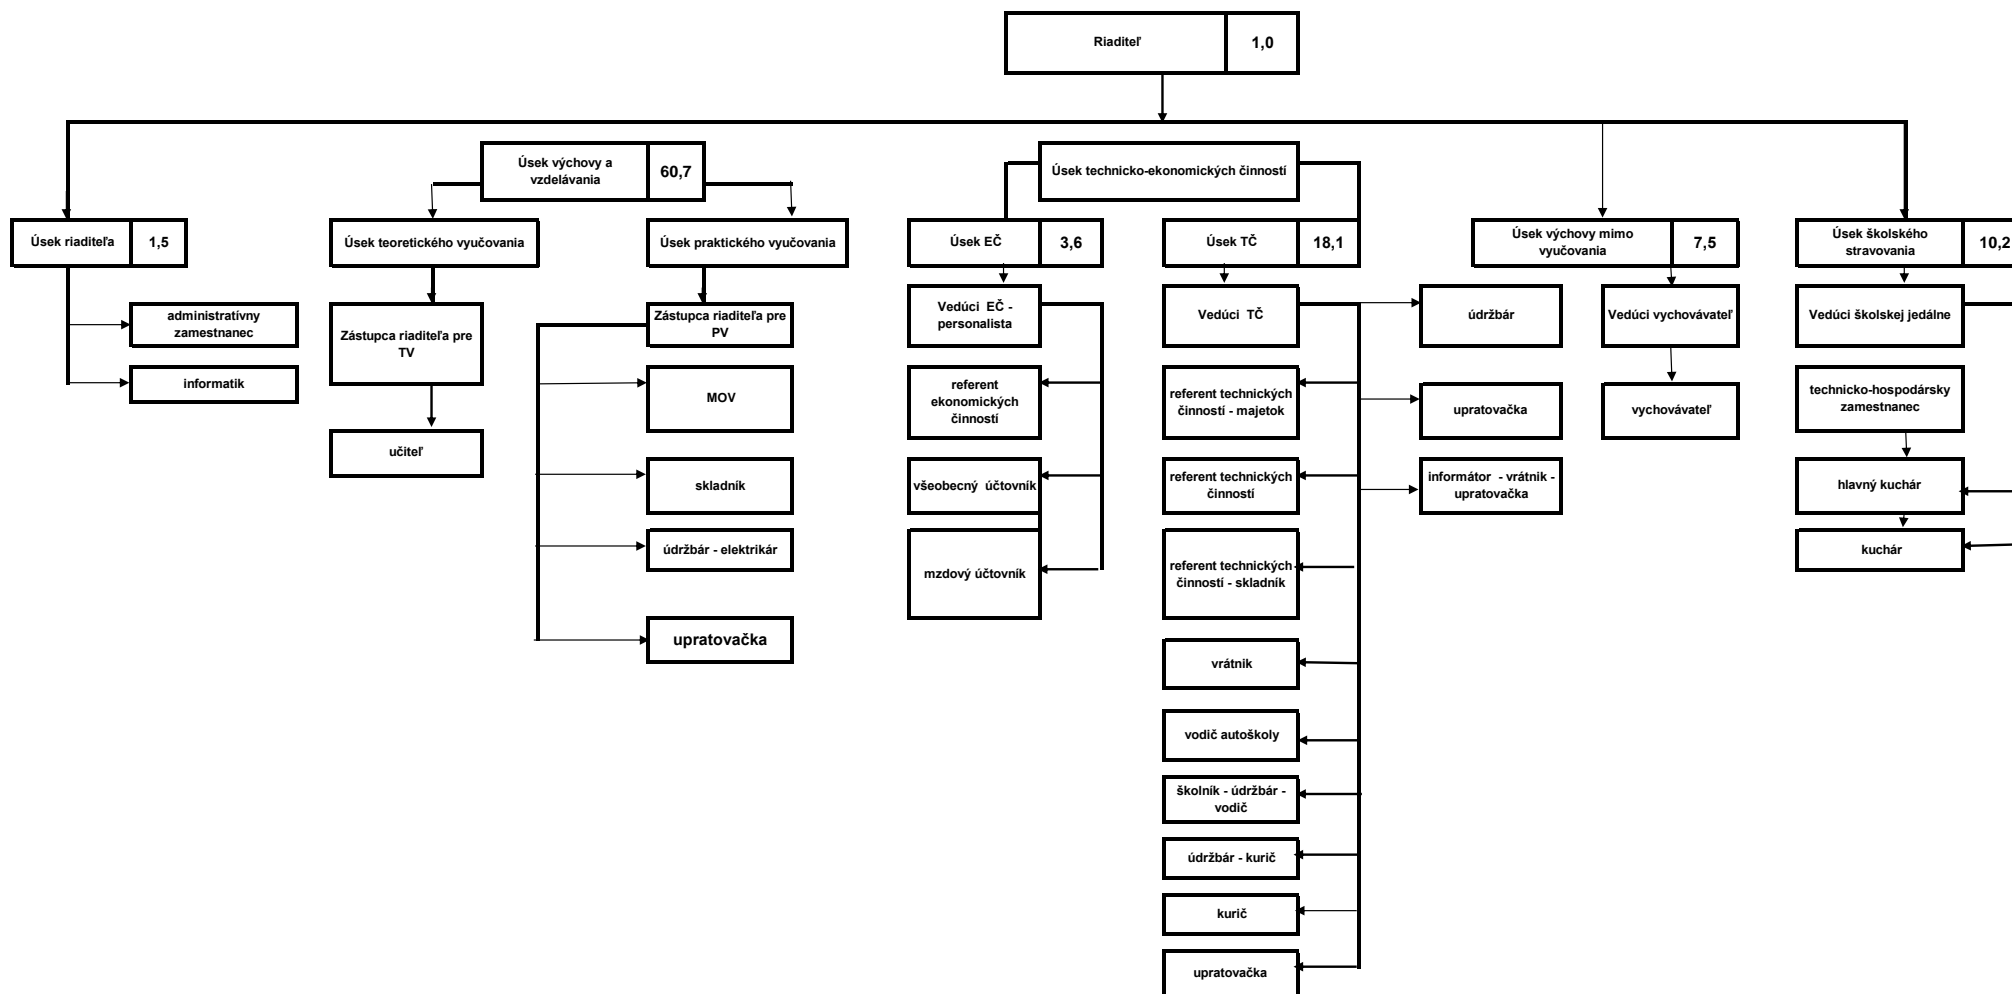 Riaditeľ
1,0
Úsek výchovy a
vzdelávania
60,7
Úsek technicko-ekonomických činností
Úsek riaditeľa
1,5
Úsek teoretického vyučovania
Úsek praktického vyučovania
Úsek EČ
3,6
Úsek TČ
18,1
Úsek výchovy mimo
vyučovania
7,5
Úsek školského
stravovania
10,2
administratívny
zamestnanec
informatik
Zástupca riaditeľa pre
TV
učiteľ
Zástupca riaditeľa pre
PV
MOV
skladník
údržbár - elektrikár
upratovačka
Vedúci  EČ -
personalista
referent
ekonomických
činností
všeobecný  účtovník
mzdový účtovník
Vedúci  TČ
referent technických
činností - majetok
referent technických
činností
referent technických
činností - skladník
vrátnik
vodič autoškoly
školník - údržbár -
vodič
údržbár - kurič
kurič
upratovačka
údržbár
upratovačka
informátor  - vrátnik -
upratovačka
Vedúci vychovávateľ
vychovávateľ
Vedúci školskej jedálne
technicko-hospodársky
zamestnanec
hlavný kuchár
kuchár